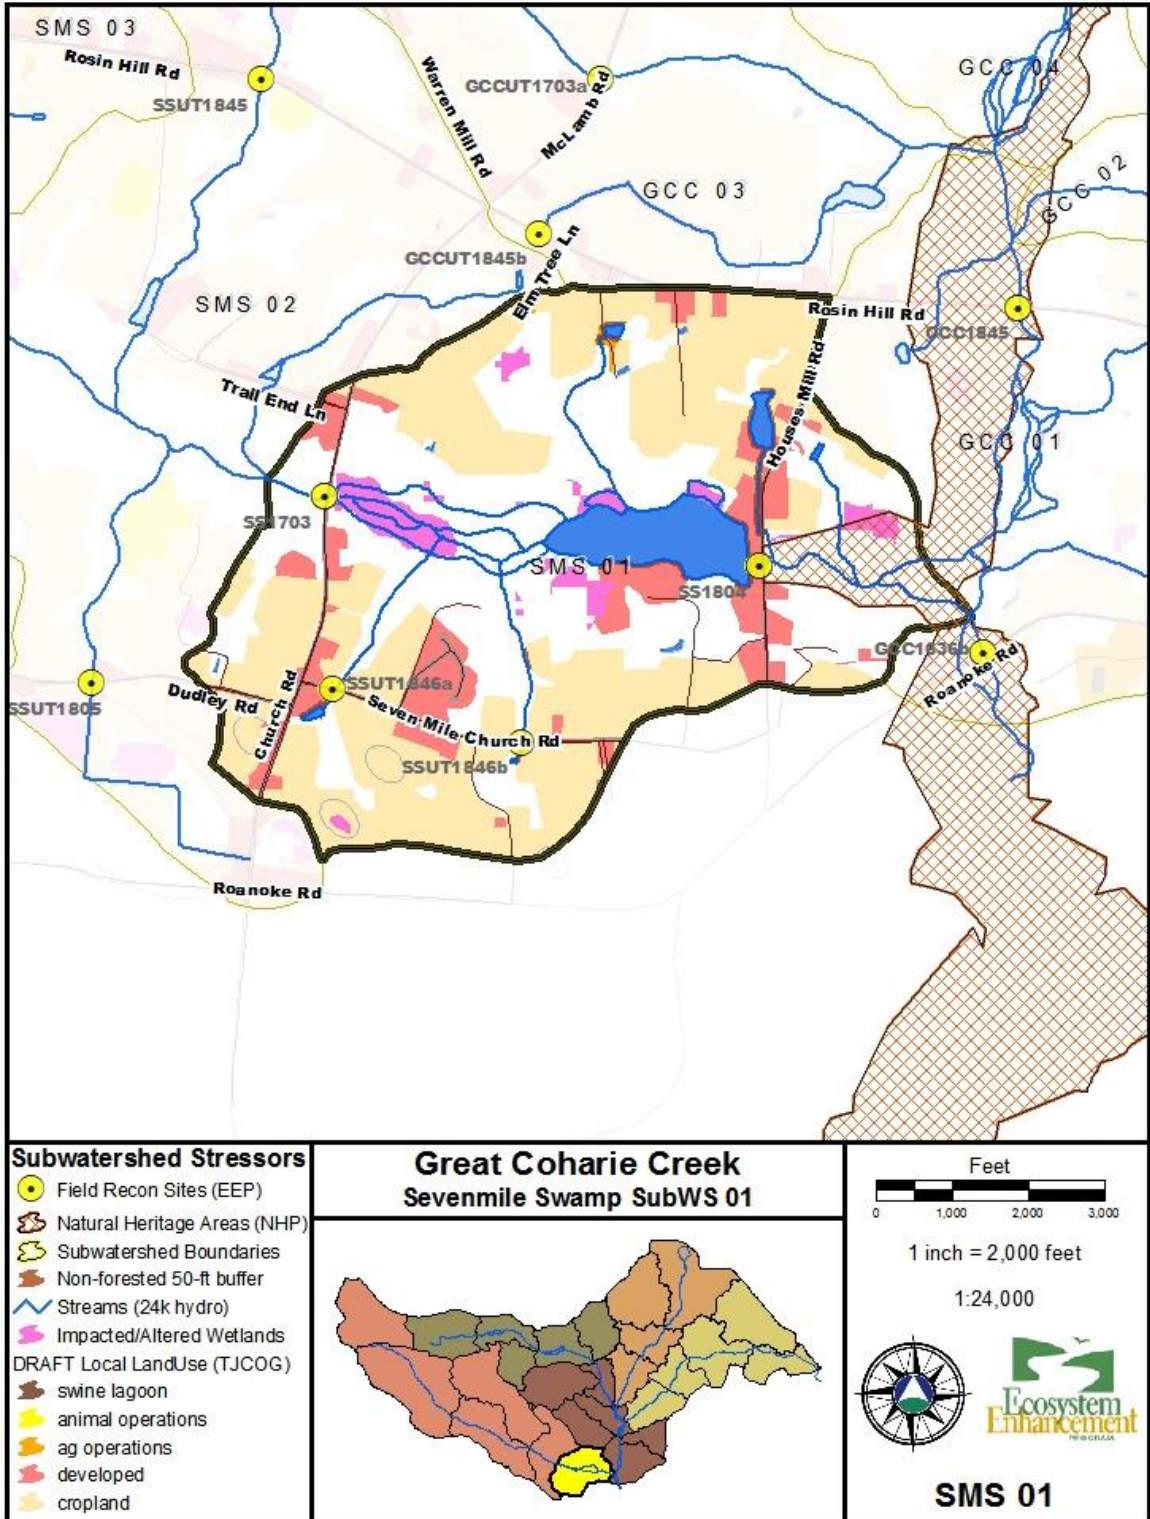 SMS 03
Rosin Hill Rd
SSUT1845
Warren Mill Rd
GCCUT1703a
McLamb Rd
GCC 04
GCC 03
GCC 02
GCCUT1845b
Elm Tree Ln
SMS 02
Rosin Hill Rd
GCC1845
Trail End Ln
Houses Mill Rd
GCC 01
SS1703
SMS 01
SS1804
GCC1636b
Roanoke Rd
SSUT1846a
SSUT1805
Dudley Rd
Church Rd
Seven Mile Church Rd
SSUT1846b
Roanoke Rd
Subwatershed Stressors
Field Recon Sites (EEP)
Natural Heritage Areas (NHP)
Subwatershed Boundaries
Non-forested 50-ft buffer
Streams (24k hydro)
Impacted/Altered Wetlands
DRAFT Local LandUse (TJCOG)
swine lagoon
animal operations
ag operations
developed
cropland
Great Coharie Creek
Sevenmile Swamp SubWS 01
Feet
0 1,000 2,000 3,000
1 inch = 2,000 feet
1:24,000
Ecosystem
Enhancement
PROGRAM
SMS 01